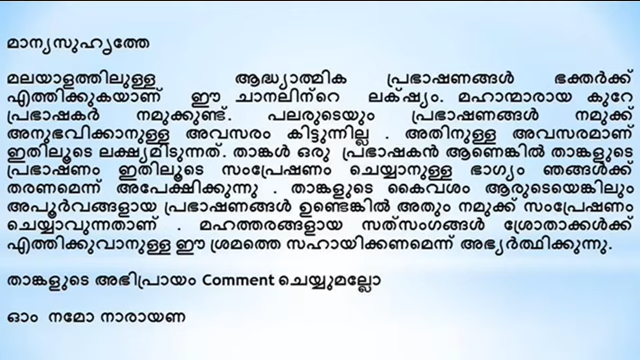 മാന്യസുഹൃത്തേ
മലയാളത്തിലുള്ള ആദ്ധ്യാത്മിക പ്രഭാഷണങ്ങൾ ഭക്തർക്ക്
എത്തിക്കുകയാണ് ഈ ചാനലിന്റെ ലക്ഷ്യം. മഹാന്മാരായ കുറേ
പ്രഭാഷകർ നമുക്കുണ്ട്. പലരുടെയും പ്രഭാഷണങ്ങൾ നമുക്ക്
അനുഭവിക്കാനുള്ള അവസരം കിട്ടുന്നില്ല . അതിനുള്ള അവസരമാണ്
ഇതിലൂടെ ലക്ഷ്യമിടുന്നത്. താങ്കൾ ഒരു പ്രഭാഷകൻ ആണെങ്കിൽ താങ്കളുടെ
പ്രഭാഷണം ഇതിലൂടെ സംപ്രേഷണം ചെയ്യാനുള്ള ഭാഗ്യം ഞങ്ങൾക്ക്
തരണമെന്ന് അപേക്ഷിക്കുന്നു . താങ്കളുടെ കൈവശം ആരുടെയെങ്കിലും
അപൂർവങ്ങളായ പ്രഭാഷണങ്ങൾ ഉണ്ടെങ്കിൽ അതും നമുക്ക് സംപ്രേഷണം
ചെയ്യാവുന്നതാണ് . മഹത്തരങ്ങളായ സത്സംഗങ്ങൾ ശ്രോതാക്കൾക്ക്
എത്തിക്കുവാനുള്ള ഈ ശ്രമത്തെ സഹായിക്കണമെന്ന് അഭ്യർത്ഥിക്കുന്നു.
താങ്കളുടെ അഭിപ്രായം Comment ചെയ്യുമല്ലോ
ഓം നമോ നാരായണ